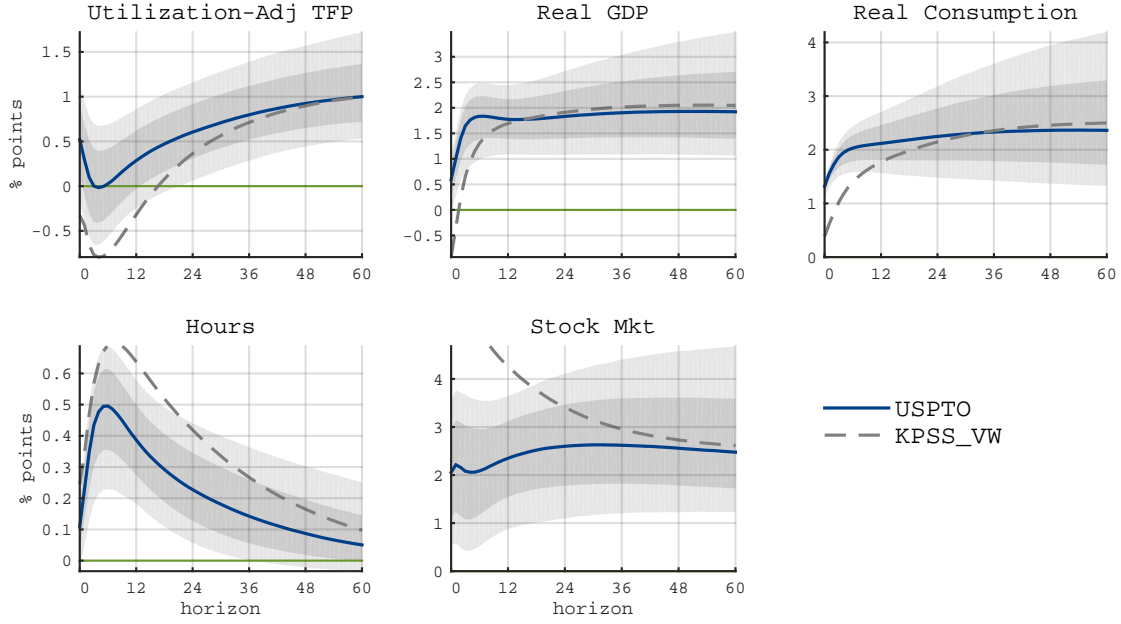 Utilization-Adj TFP
Real GDP
Real Consumption
% points
1.5
1
0.5
0
-0.5
0 12 24 36 48 60
3
2.5
2
1.5
1
0.5
0
-0.5
0 12 24 36 48 60
4
3
2
1
0
0 12 24 36 48 60
Hours
Stock Mkt
% points
0.6
0.5
0.4
0.3
0.2
0.1
0
0 12 24 36 48 60
horizon
4
3
2
1
0
0 12 24 36 48 60
horizon
USPTO
KPSS_VW